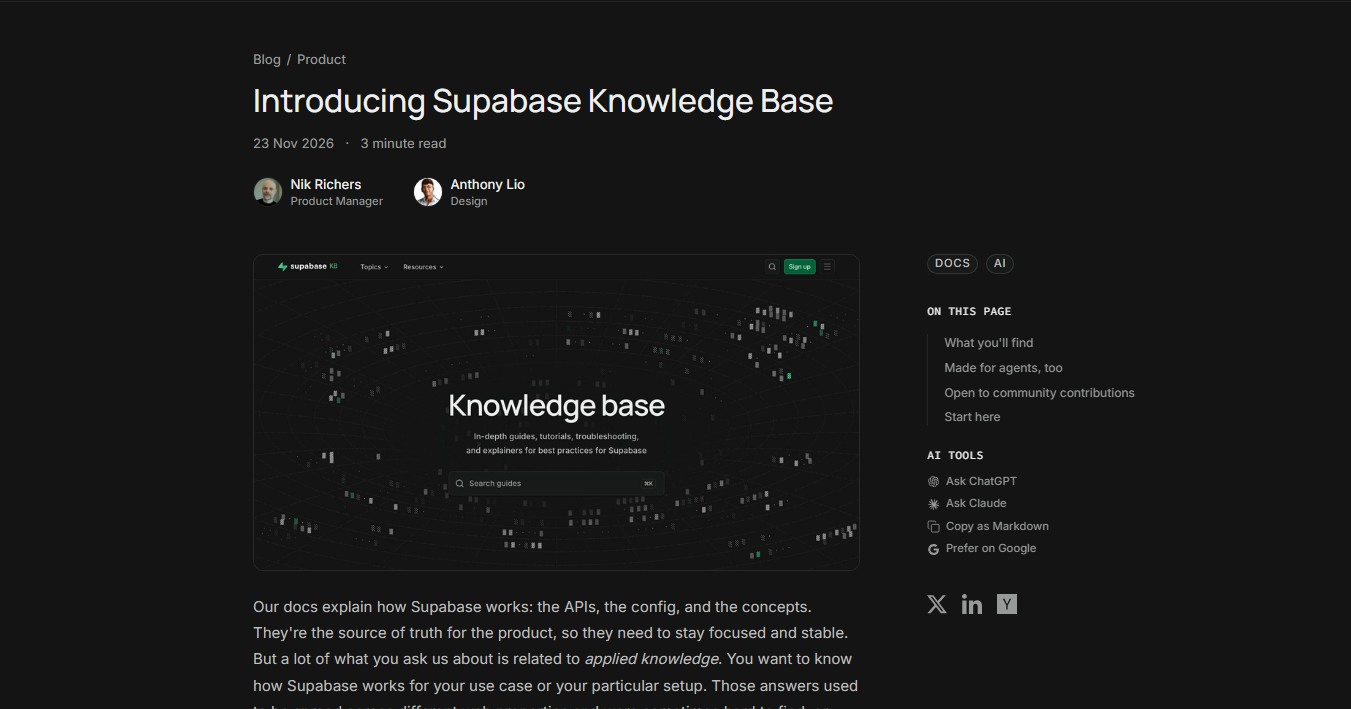 Blog / Product
Introducing Supabase Knowledge Base
23 Nov 2026 · 3 minute read
Nik Richers
Product Manager
Anthony Lio
Design
supabase KB
Topics
Resources
Sign up
Knowledge base
In-depth guides, tutorials, troubleshooting,
and explainers for best practices for Supabase
Search guides
⌘K
Our docs explain how Supabase works: the APIs, the config, and the concepts.
They're the source of truth for the product, so they need to stay focused and stable.
But a lot of what you ask us about is related to applied knowledge. You want to know
how Supabase works for your use case or your particular setup. Those answers used
DOCS
AI
ON THIS PAGE
What you'll find
Made for agents, too
Open to community contributions
Start here
AI TOOLS
Ask ChatGPT
Ask Claude
Copy as Markdown
Prefer on Google